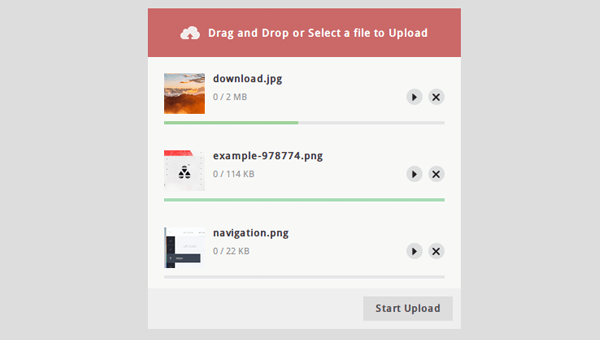 Drag and Drop or Select a file to Upload
download.jpg
0 / 2 MB
example-978774.png
0 / 114 KB
navigation.png
0 / 22 KB
Start Upload